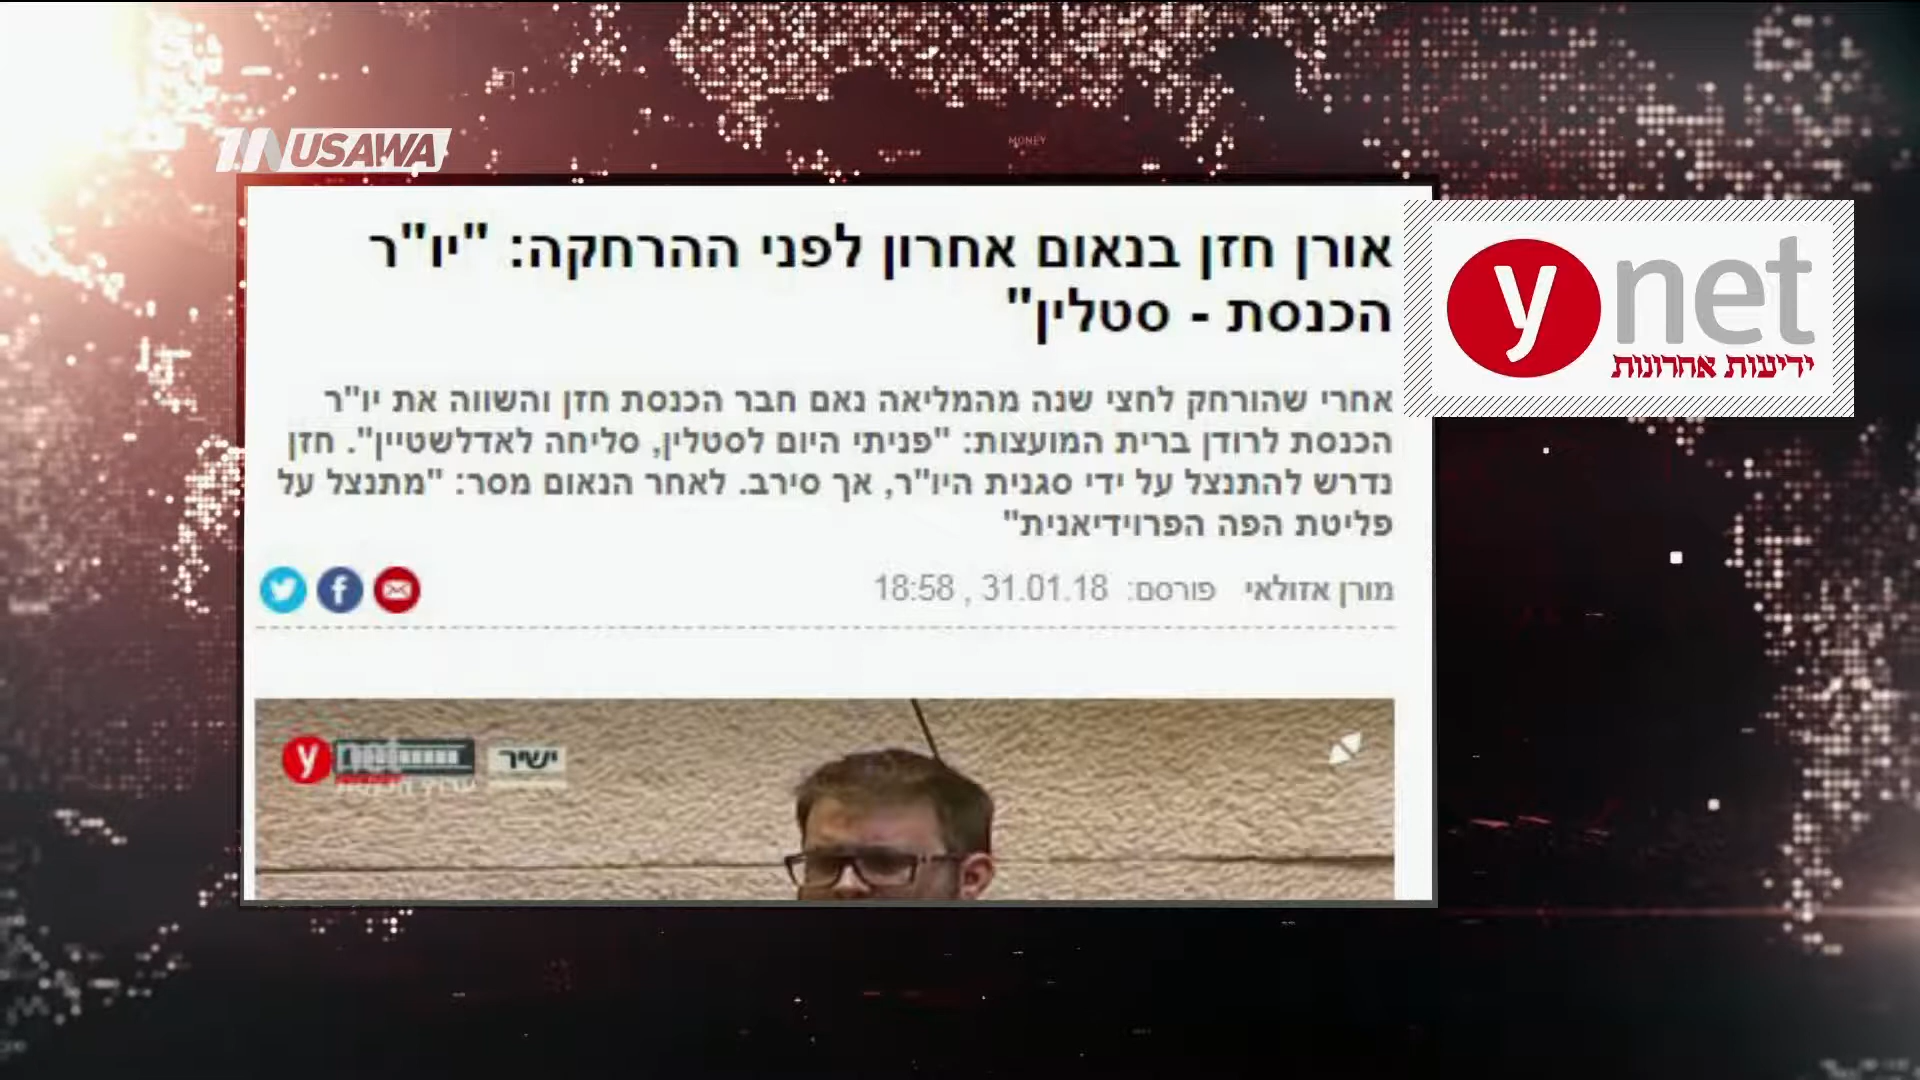 MUSAWA
MONEY
אורן חזן בנאום אחרון לפני ההרחקה: "יו"ר
הכנסת - סטלין"
ynet
ידיעות אחרונות
אחרי שהורחק לחצי שנה מהמליאה נאם חבר הכנסת חזן והשווה את יו"ר
הכנסת לרודן ברית המועצות: "פניתי היום לסטלין, סליחה לאדלשטיין". חזן
נדרש להתנצל על ידי סגנית היו"ר, אך סירב. לאחר הנאום מסר: "מתנצל על
פליטת הפה הפרוידיאנית"
מורן אזולאי פורסם: 31.01.18 , 18:58
ynet
ישיר